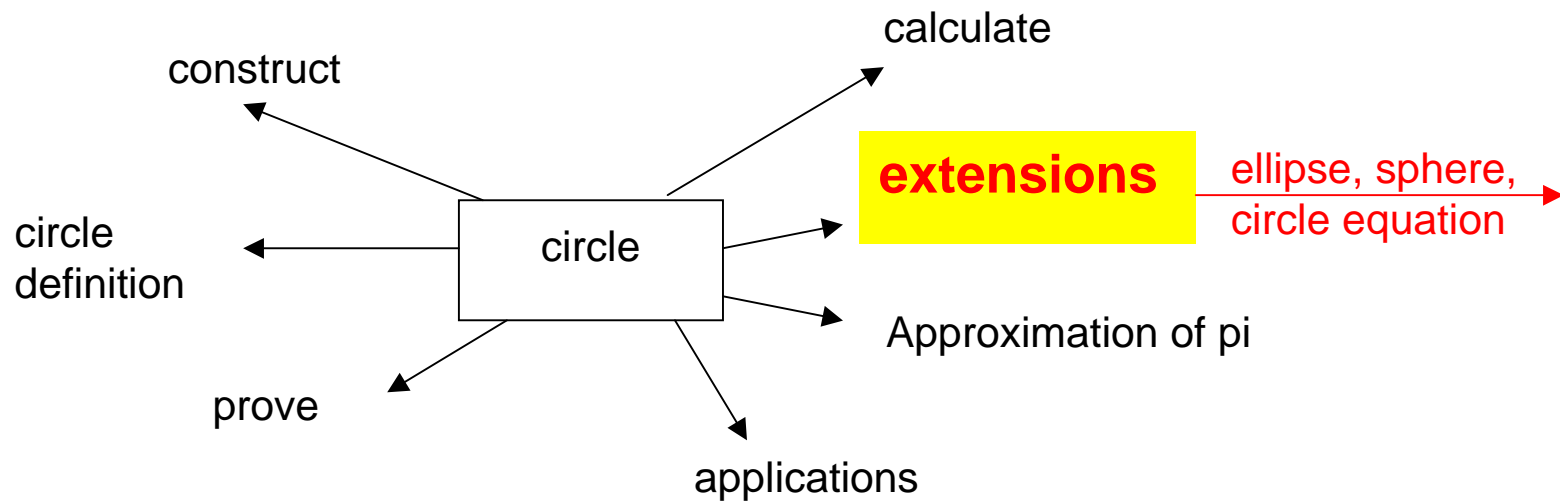 calculate
construct
extensions
ellipse, sphere,
circle equation
circle
definition
circle
Approximation of pi
prove
applications